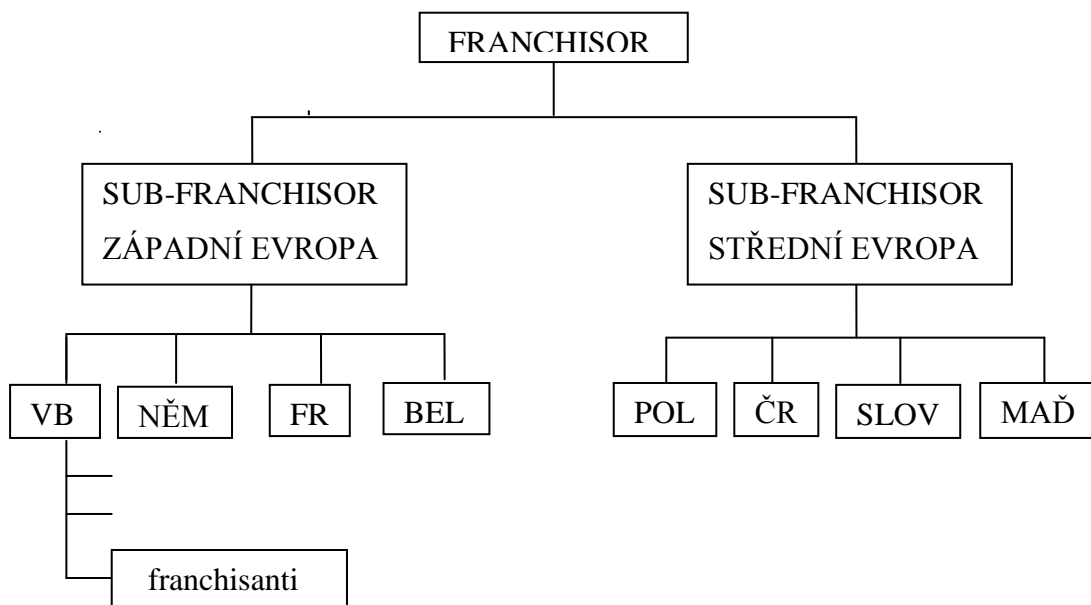 FRANCHISOR
SUB-FRANCHISOR
ZÁPADNÍ EVROPA
SUB-FRANCHISOR
STŘEDNÍ EVROPA
VB
NĚM
FR
BEL
POL
ČR
SLOV
MAĎ
franchisanti